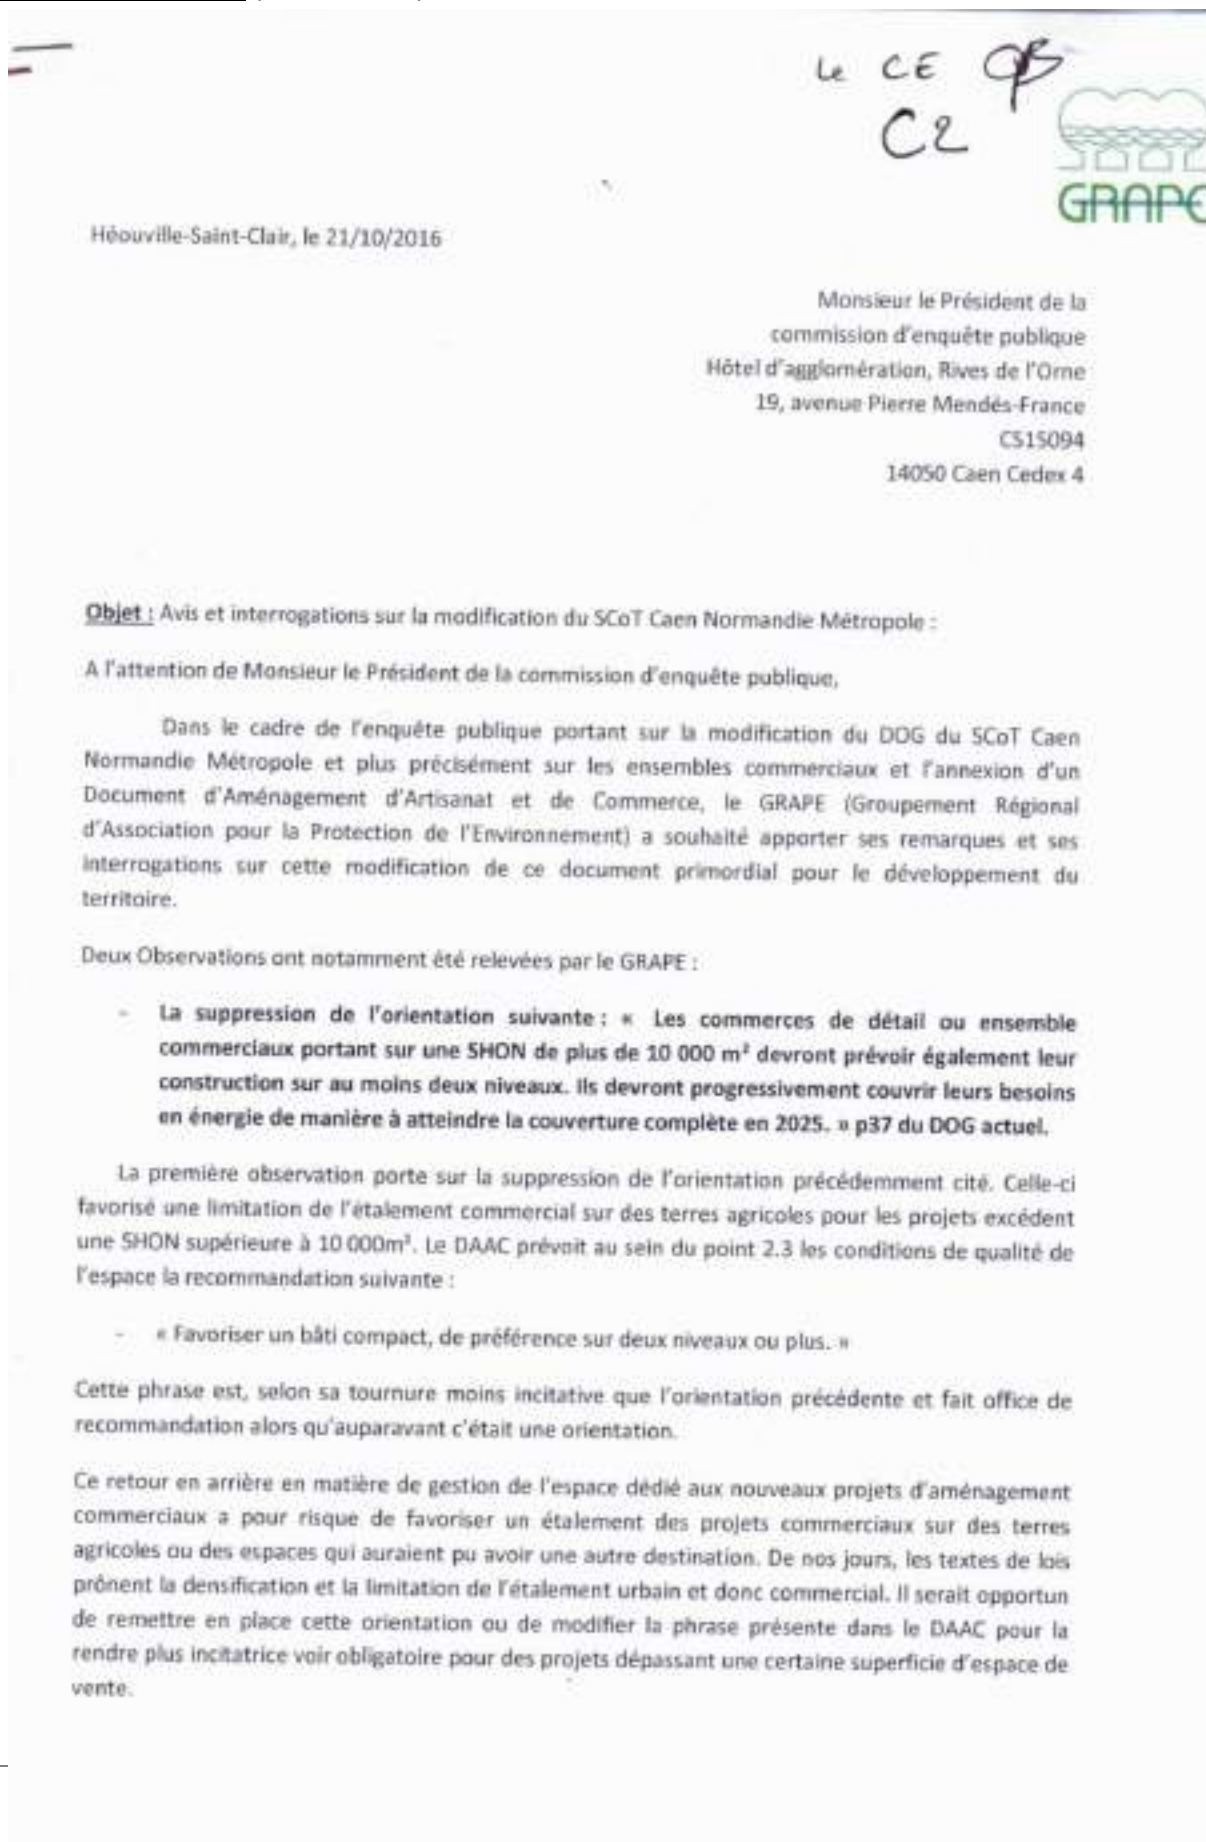 Le CE
C2
GRAPE
Héouville-Saint-Clair, le 21/10/2016
Monsieur le Président de la
commission d'enquête publique
Hôtel d'agglomération, Rives de l'Orne
19, avenue Pierre Mendés-France
CS15094
14050 Caen Cedex 4
Objet : Avis et interrogations sur la modification du SCoT Caen Normandie Métropole :
A l'attention de Monsieur le Président de la commission d'enquête publique,
Dans le cadre de l'enquête publique portant sur la modification du DOG du SCoT Caen
Normandie Métropole et plus précisément sur les ensembles commerciaux et l'annexion d'un
Document d'Aménagement d'Artisanat et de Commerce, le GRAPE (Groupement Régional
d'Association pour la Protection de l'Environnement) a souhaité apporter ses remarques et ses
interrogations sur cette modification de ce document primordial pour le développement du
territoire.
Deux Observations ont notamment été relevées par le GRAPE :
- La suppression de l'orientation suivante : « Les commerces de détail ou ensemble
commerciaux portant sur une SHON de plus de 10 000 m² devront prévoir également leur
construction sur au moins deux niveaux. Ils devront progressivement couvrir leurs besoins
en énergie de manière à atteindre la couverture complète en 2025. » p37 du DOG actuel.
La première observation porte sur la suppression de l'orientation précédemment cité. Celle-ci
favorisé une limitation de l'étalement commercial sur des terres agricoles pour les projets excédent
une SHON supérieure à 10 000m². Le DAAC prévoit au sein du point 2.3 les conditions de qualité de
l'espace la recommandation suivante :
- « Favoriser un bâti compact, de préférence sur deux niveaux ou plus. »
Cette phrase est, selon sa tournure moins incitative que l'orientation précédente et fait office de
recommandation alors qu'auparavant c'était une orientation.
Ce retour en arrière en matière de gestion de l'espace dédié aux nouveaux projets d'aménagement
commerciaux a pour risque de favoriser un étalement des projets commerciaux sur des terres
agricoles ou des espaces qui auraient pu avoir une autre destination. De nos jours, les textes de lois
prônent la densification et la limitation de l'étalement urbain et donc commercial. Il serait opportun
de remettre en place cette orientation ou de modifier la phrase présente dans le DAAC pour la
rendre plus incitatrice voir obligatoire pour des projets dépassant une certaine superficie d'espace de
vente.